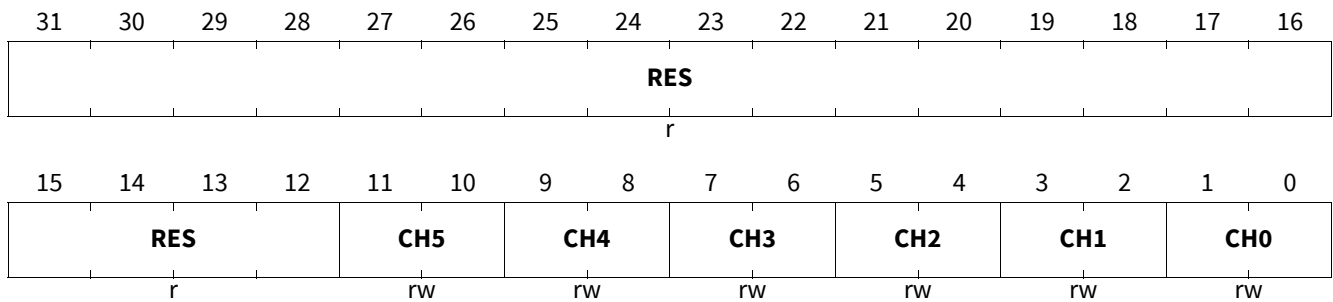 31 30 29 28 27 26 25 24 23 22 21 20 19 18 17 16
RES
r
15 14 13 12 11 10 9 8 7 6 5 4 3 2 1 0
RES CH5 CH4 CH3 CH2 CH1 CH0
r rw rw rw rw rw rw